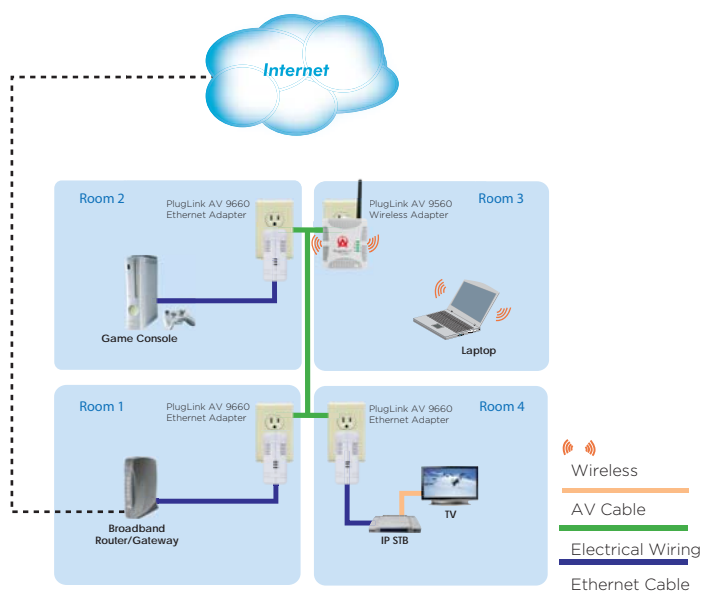 Internet
Room 2
PlugLink AV 9660
Ethernet Adapter
Game Console
PlugLink AV 9560
Wireless Adapter
Room 3
Laptop
Room 1
PlugLink AV 9660
Ethernet Adapter
Broadband
Router/Gateway
PlugLink AV 9660
Ethernet Adapter
Room 4
TV
IP STB
Wireless
AV Cable
Electrical Wiring
Ethernet Cable